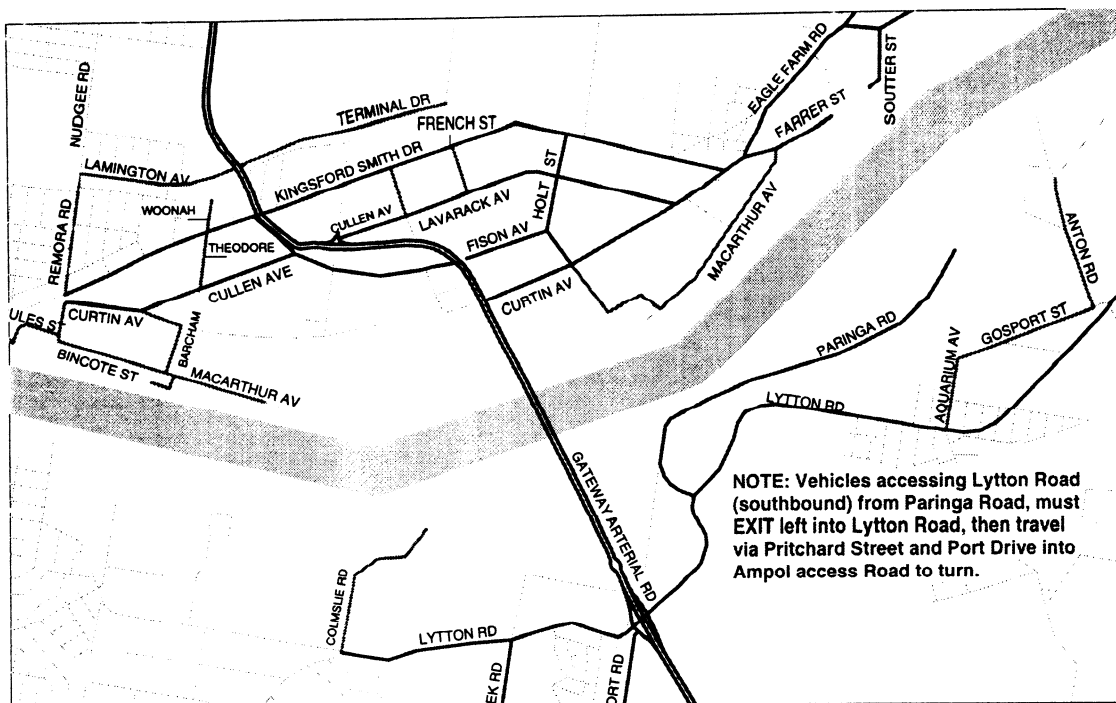 NUDGEE RD
TERMINAL DR
FRENCH ST
EAGLE FARM RD
SOUTTER ST
FARRER ST
LAMINGTON AV
KINGSFORD SMITH DR
HOLT ST
WOONAH
CULLEN AV
LAVARACK AV
MACARTHUR AV
ANTON RD
REMORA RD
THEODORE
FISON AV
CULLEN AVE
CURTIN AV
CURTIN AV
ULES ST
BARCHAM
PARINGA RD
GOSPORT ST
BINCOTE ST
MACARTHUR AV
AQUARIUM AV
LYTTON RD
GATEWAY ARTERIAL RD
NOTE: Vehicles accessing Lytton Road
(southbound) from Paringa Road, must
EXIT left into Lytton Road, then travel
via Pritchard Street and Port Drive into
Ampol access Road to turn.
COLMSLIE RD
LYTTON RD
EK RD
ORT RD